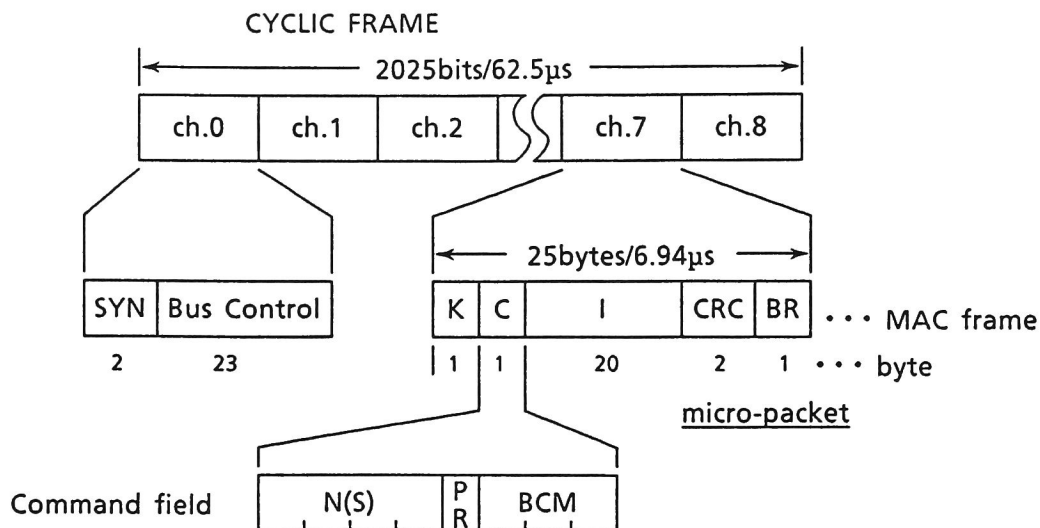 CYCLIC FRAME
2025bits/62.5μs
ch.0 ch.1 ch.2 ch.7 ch.8
25bytes/6.94μs
SYN Bus Control K C I CRC BR ··· MAC frame
2 23 1 1 20 2 1 ··· byte
micro-packet
Command field N(S) PR BCM